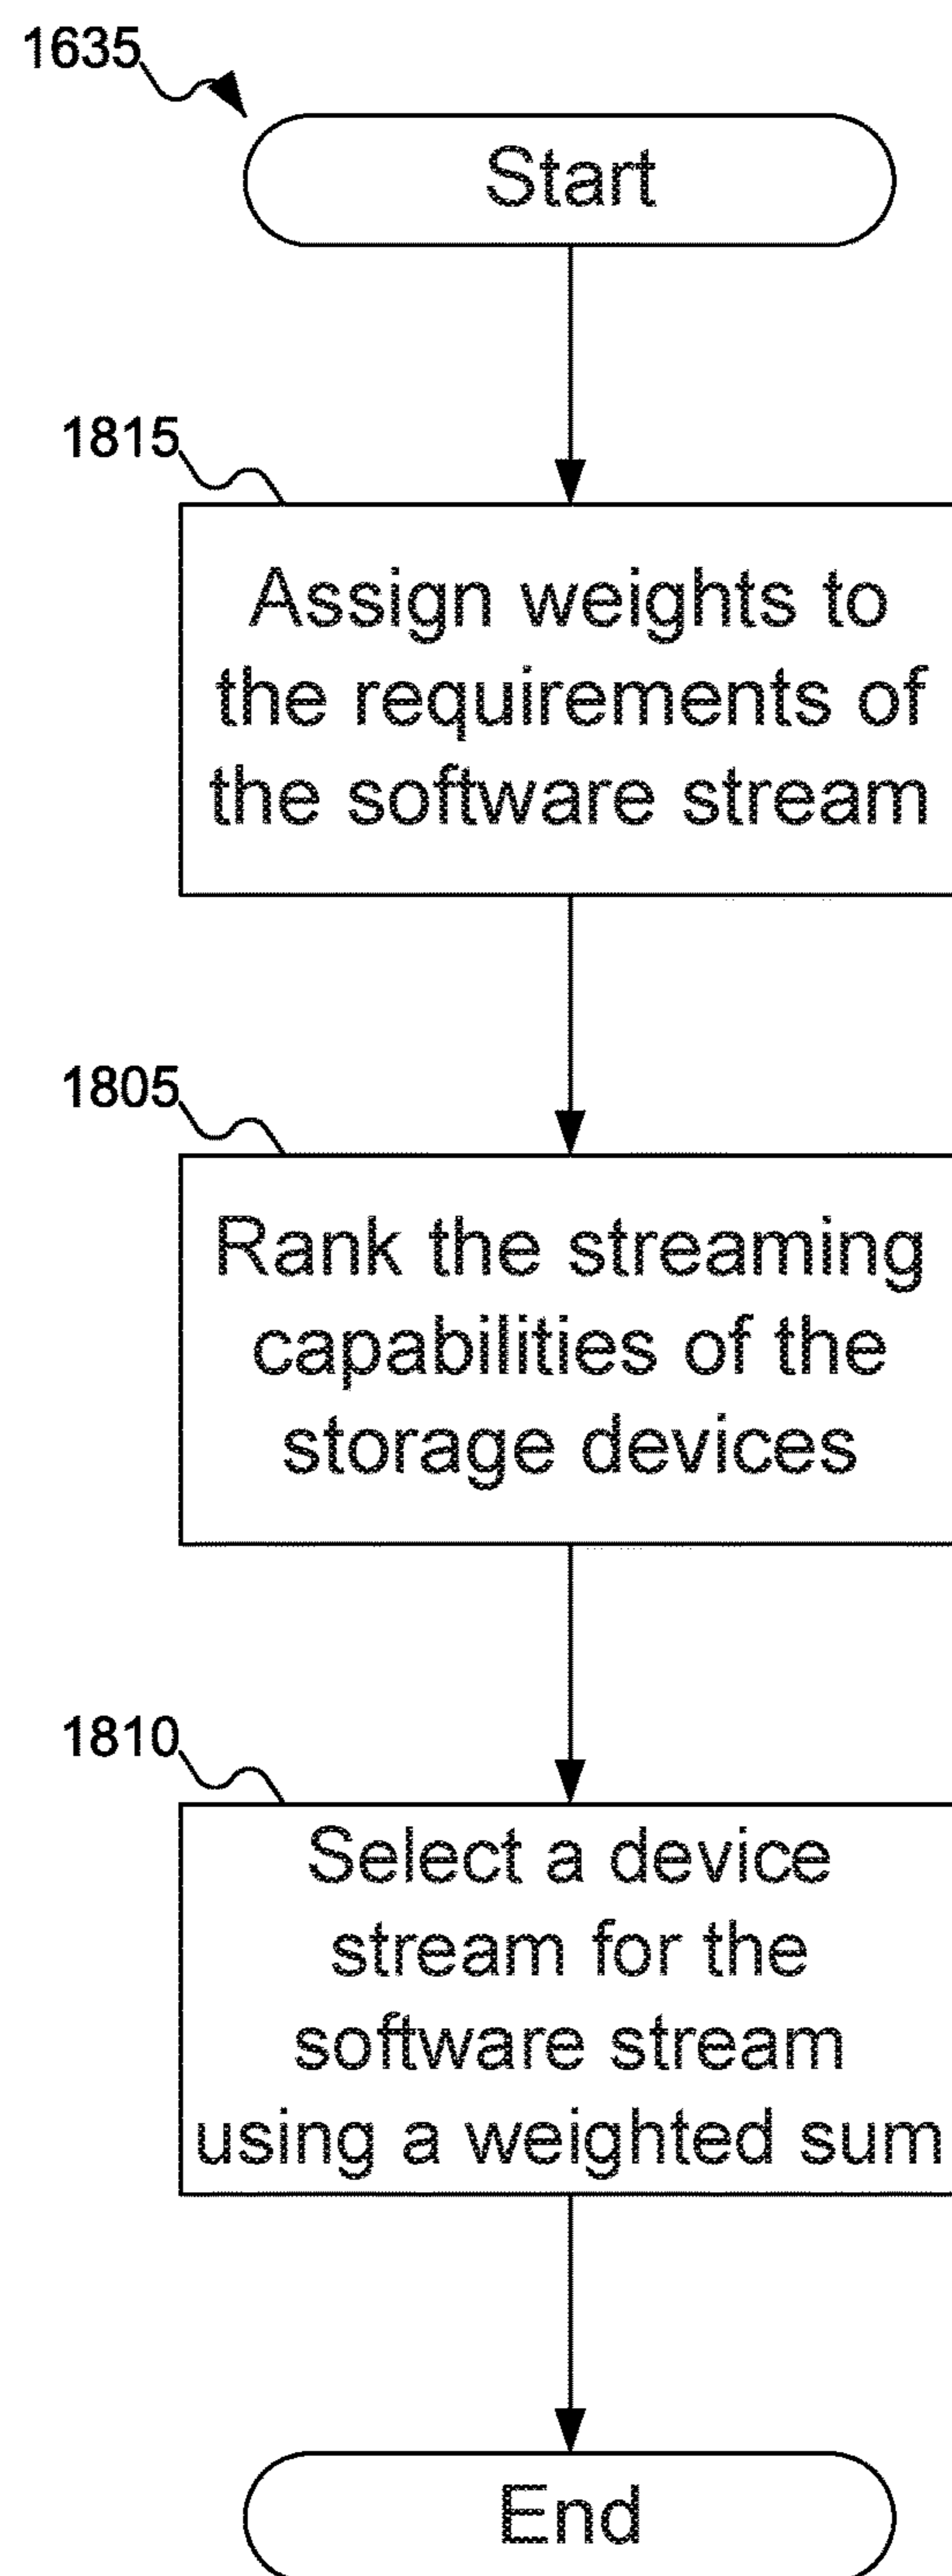 1635
Start
1815
Assign weights to
the requirements of
the software stream
1805
Rank the streaming
capabilities of the
storage devices
1810
Select a device
stream for the
software stream
using a weighted sum
End